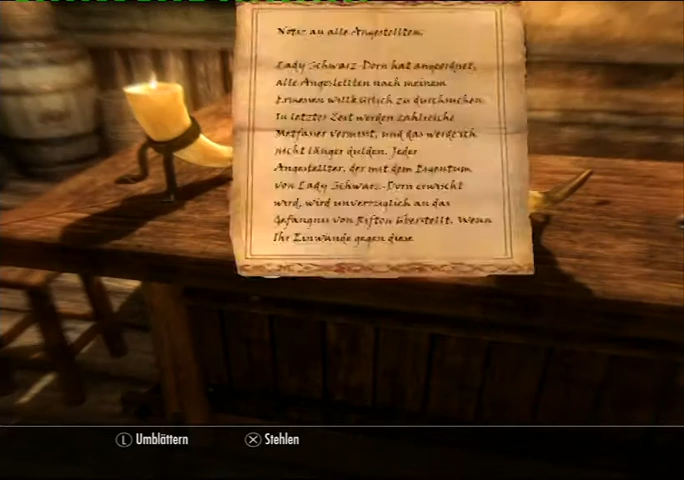 Notiz an alle Angestellten:
Lady Schwarz-Dorn hat angeordnet,
alle Angestellten nach meinem
Ermessen willkürlich zu durchsuchen.
In letzter Zeit werden zahlreiche
Metfässer vermisst, und das werde ich
nicht länger dulden. Jeder
Angestellter, der mit dem Eigentum
von Lady Schwarz-Dorn erwischt
wird, wird unverzüglich an das
Gefängnis von Rifton überstellt. Wenn
Ihr Einwände gegen diese
L Umblättern X Stehlen